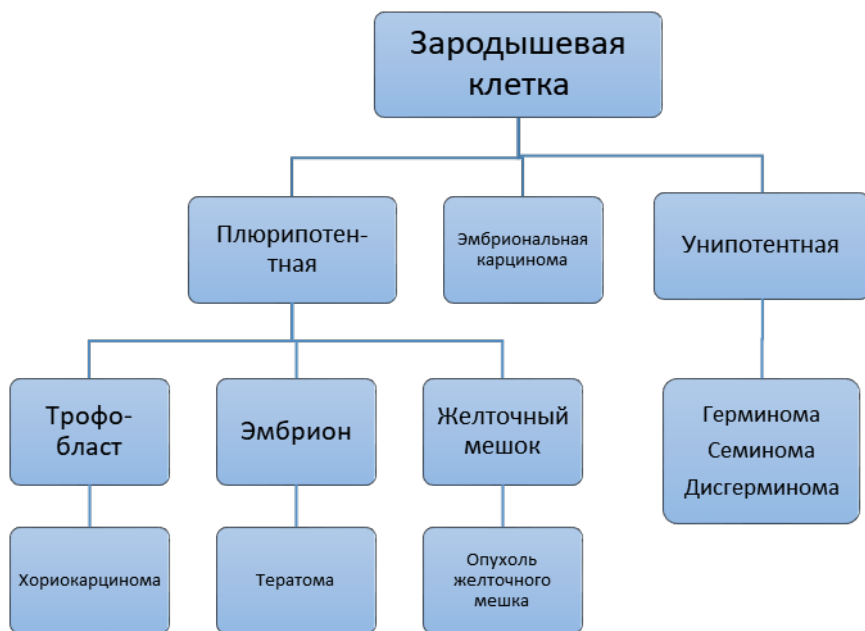 Зародышевая
клетка
Плюрипотен-
тная
Эмбриональная
карцинома
Унипотентная
Трофо-
бласт
Эмбрион
Желточный
мешок
Герминома
Семинома
Дисгерминома
Хориокарцинома
Тератома
Опухоль
желточного
мешка